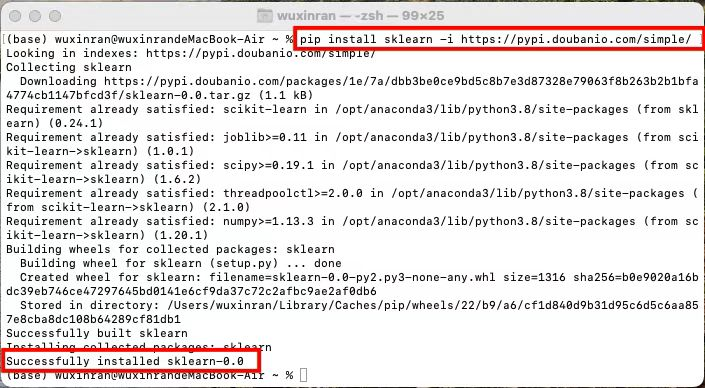 wuxinran — -zsh — 99×25
(base) wuxinran@wuxinrandeMacBook-Air ~ % pip install sklearn -i https://pypi.doubanio.com/simple/
Looking in indexes: https://pypi.doubanio.com/simple/
Collecting sklearn
  Downloading https://pypi.doubanio.com/packages/1e/7a/dbb3be0ce9bd5c8b7e3d87328e79063f8b263b2b1bfa
4774cb1147bfcd3f/sklearn-0.0.tar.gz (1.1 kB)
Requirement already satisfied: scikit-learn in /opt/anaconda3/lib/python3.8/site-packages (from skl
earn) (0.24.1)
Requirement already satisfied: joblib>=0.11 in /opt/anaconda3/lib/python3.8/site-packages (from sci
kit-learn->sklearn) (1.0.1)
Requirement already satisfied: scipy>=0.19.1 in /opt/anaconda3/lib/python3.8/site-packages (from sc
ikit-learn->sklearn) (1.6.2)
Requirement already satisfied: threadpoolctl>=2.0.0 in /opt/anaconda3/lib/python3.8/site-packages (
from scikit-learn->sklearn) (2.1.0)
Requirement already satisfied: numpy>=1.13.3 in /opt/anaconda3/lib/python3.8/site-packages (from sc
ikit-learn->sklearn) (1.20.1)
Building wheels for collected packages: sklearn
  Building wheel for sklearn (setup.py) ... done
  Created wheel for sklearn: filename=sklearn-0.0-py2.py3-none-any.whl size=1316 sha256=b0e9020a16b
dc39eb746ce47297645bd0141e6cf9da37c72c2afbc9ae2af0db6
  Stored in directory: /Users/wuxinran/Library/Caches/pip/wheels/22/b9/a6/cf1d840d9b31d95c6d5c6aa85
7e8cba8dc108b64289cf81db1
Successfully built sklearn
Installing collected packages: sklearn
Successfully installed sklearn-0.0
(base) wuxinran@wuxinrandeMacBook-Air ~ %